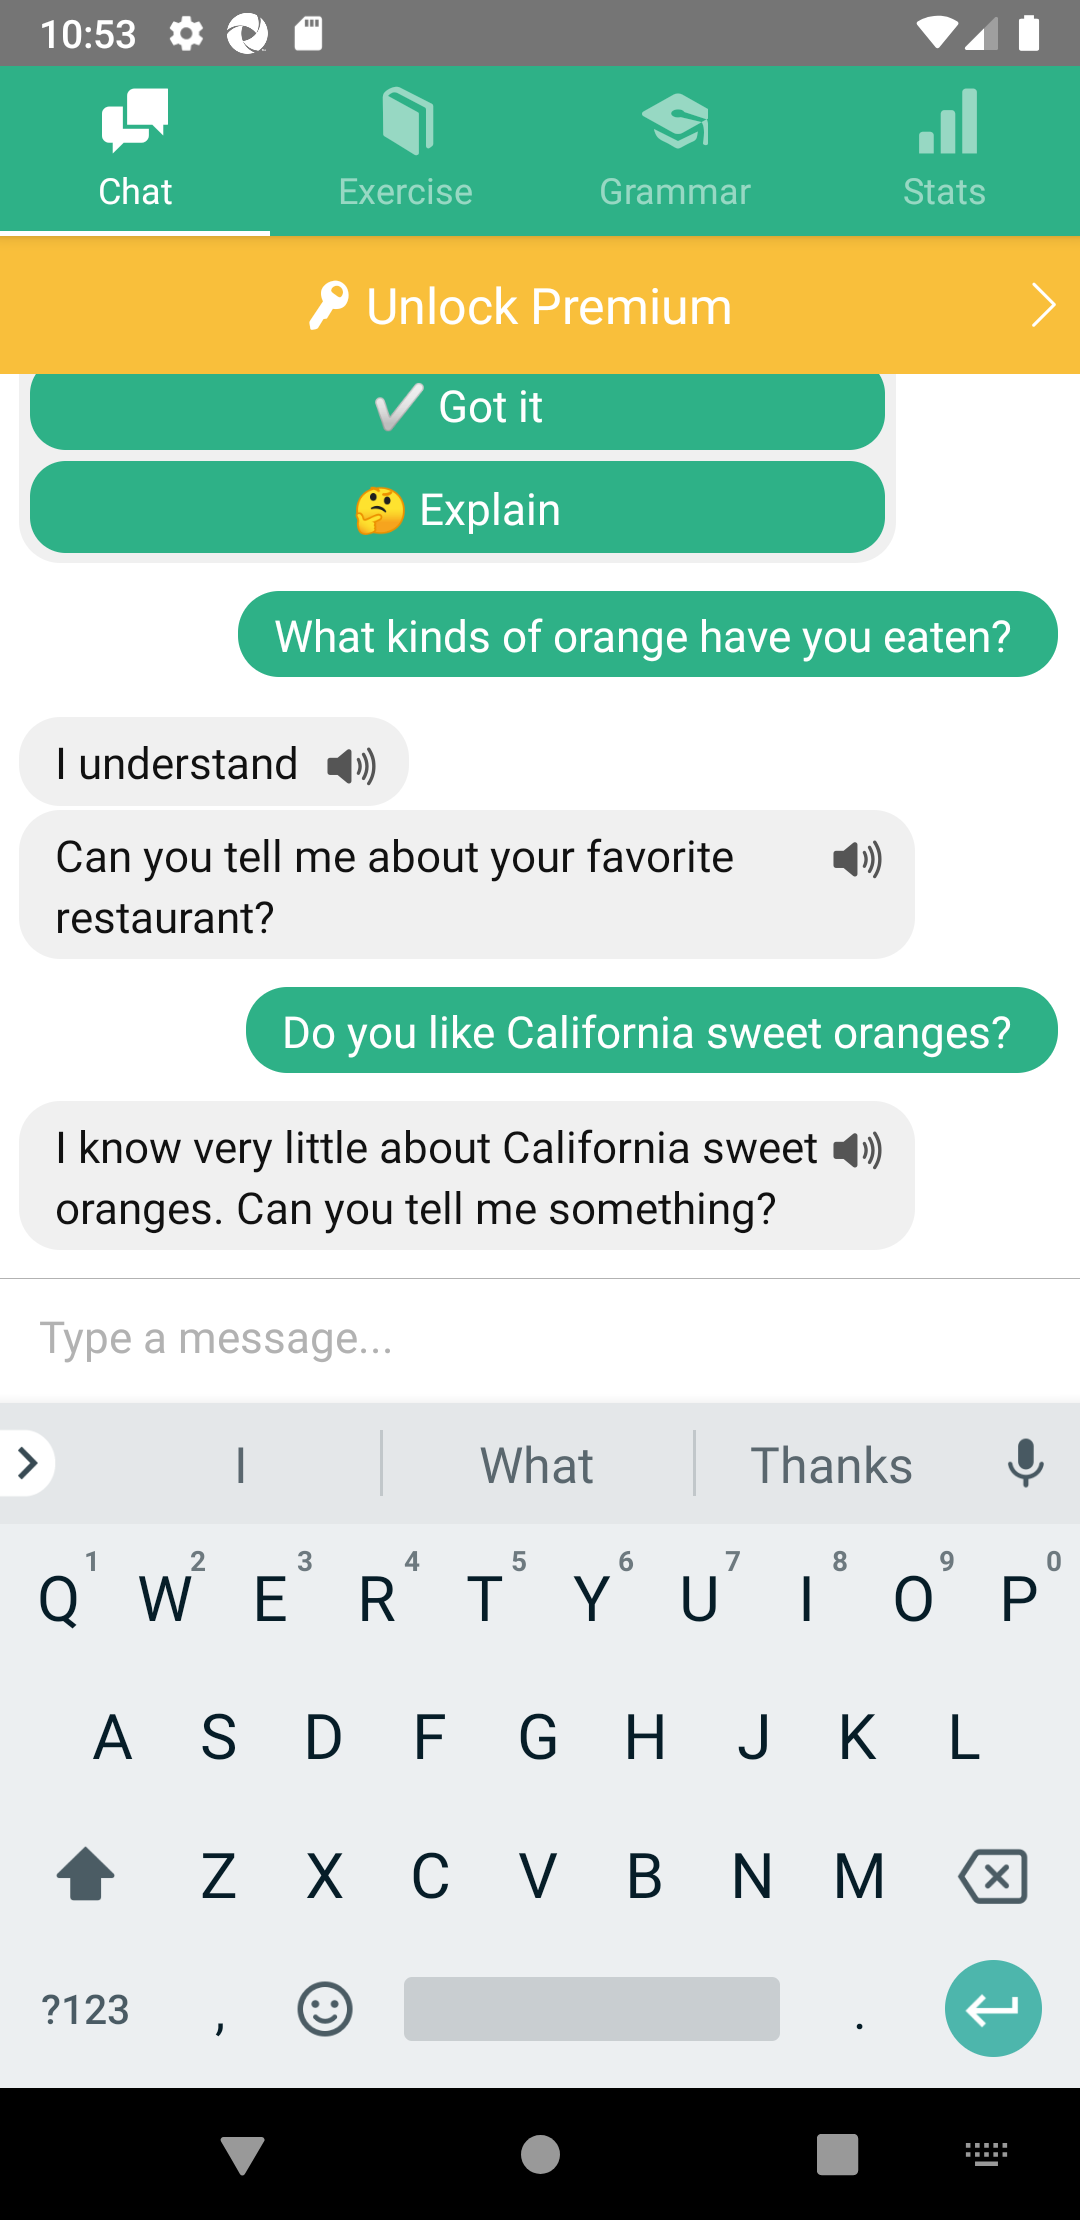 10:53
Chat
Exercise
Grammar
Stats
Unlock Premium
Got it
Explain
What kinds of orange have you eaten?
I understand
Can you tell me about your favorite
restaurant?
Do you like California sweet oranges?
I know very little about California sweet
oranges. Can you tell me something?
Type a message...
I What Thanks
1 2 3 4 5 6 7 8 9 0
Q W E R T Y U I O P
A S D F G H J K L
Z X C V B N M
?123 , .